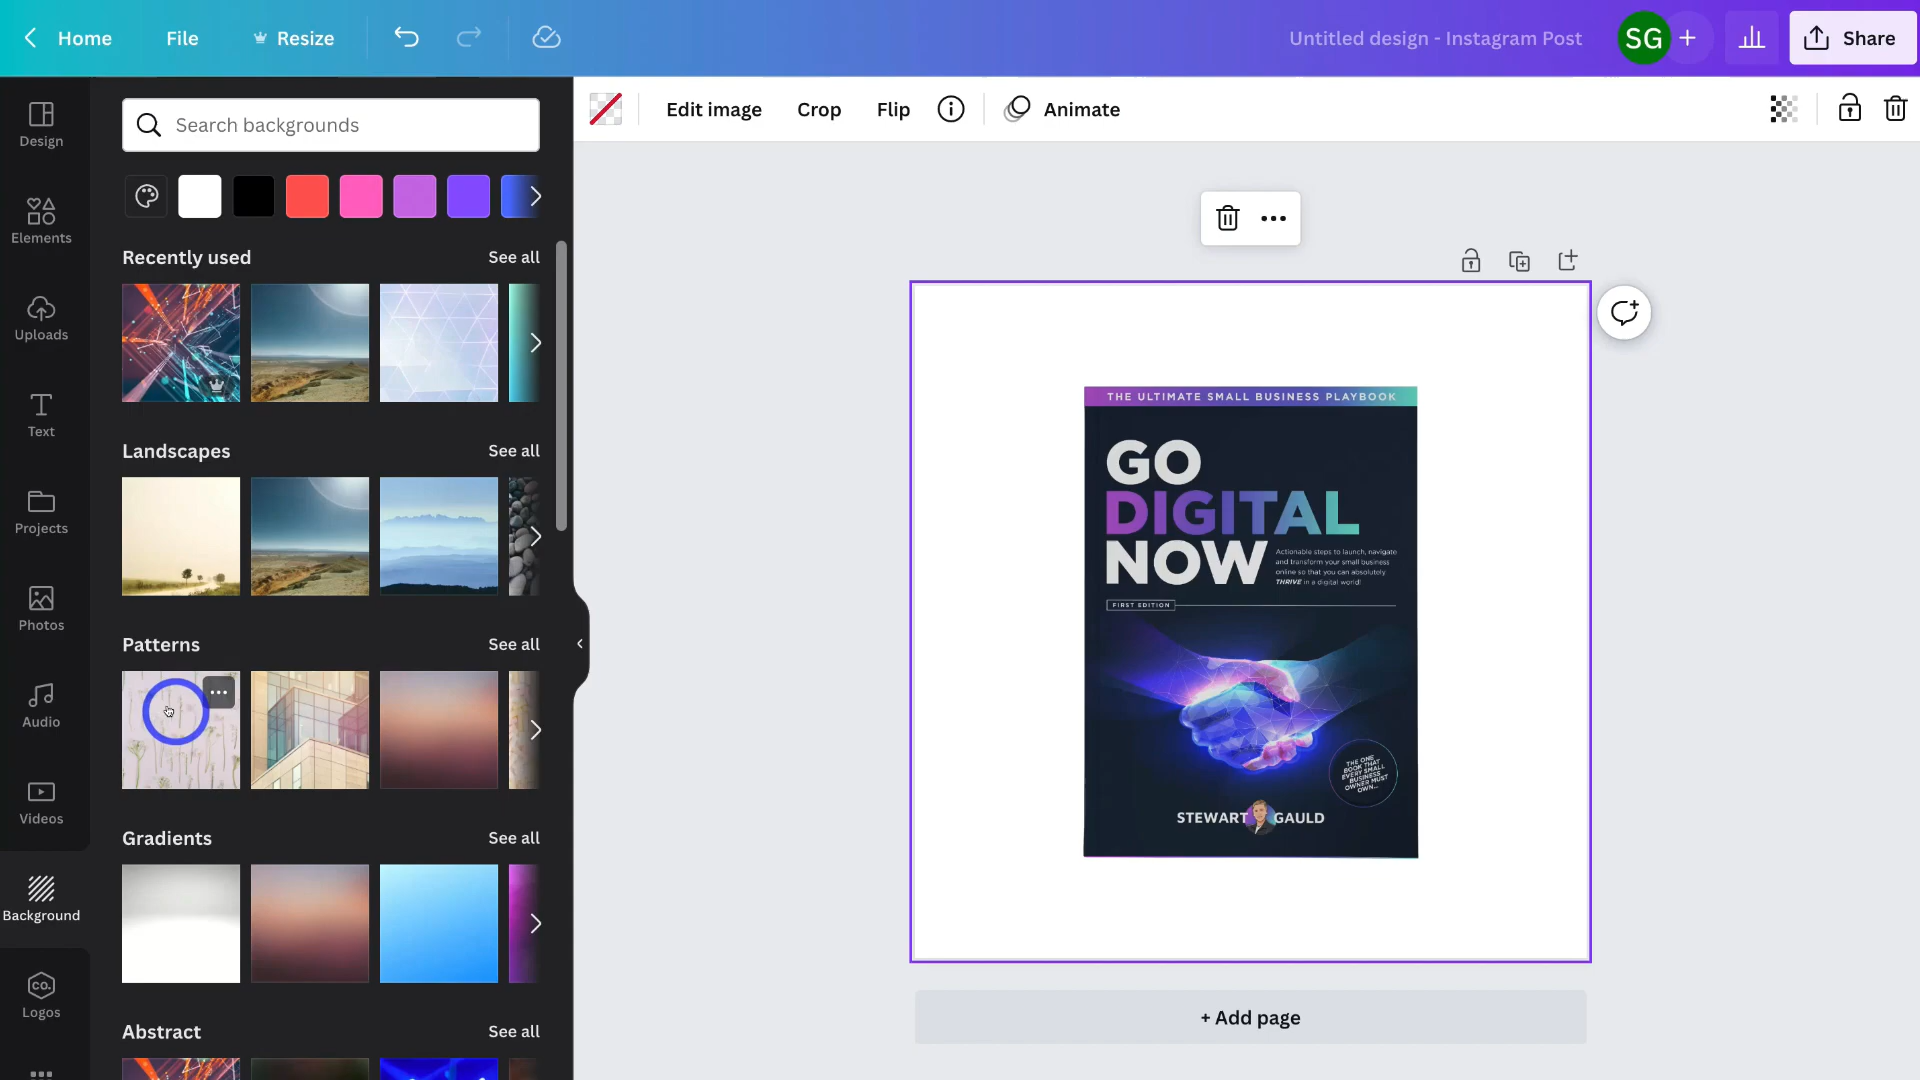 Home
File
Resize
Untitled design - Instagram Post
SG
+
Share
Design
Elements
Uploads
Text
Projects
Photos
Audio
Videos
Background
CO.
Logos
Search backgrounds
Recently used
See all
Landscapes
See all
Patterns
See all
Gradients
See all
Abstract
See all
Edit image
Crop
Flip
Animate
THE ULTIMATE SMALL BUSINESS PLAYBOOK
GO
DIGITAL
NOW
Actionable steps to launch, navigate
and transform your small business
online so that you can absolutely
THRIVE in a digital world!
FIRST EDITION
THE ONE
BOOK THAT
EVERY SMALL
BUSINESS
OWNER MUST
OWN...
STEWART GAULD
+ Add page